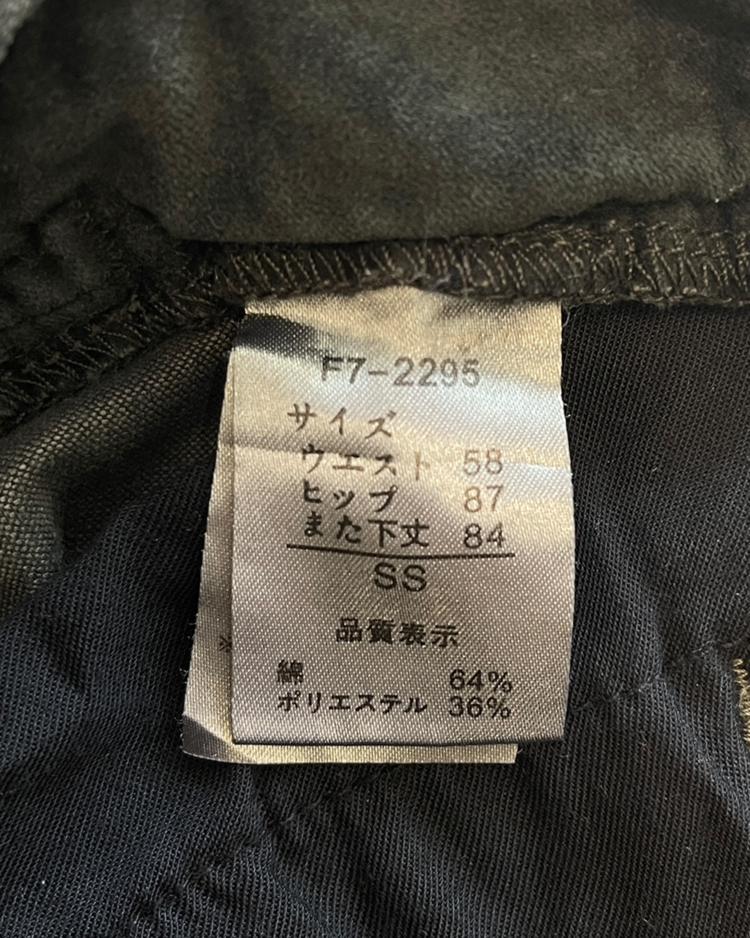 F7-2295
サイズ
ウエスト 58
ヒップ 87
また下丈 84
SS
品質表示
綿 64%
ポリエステル 36%
※